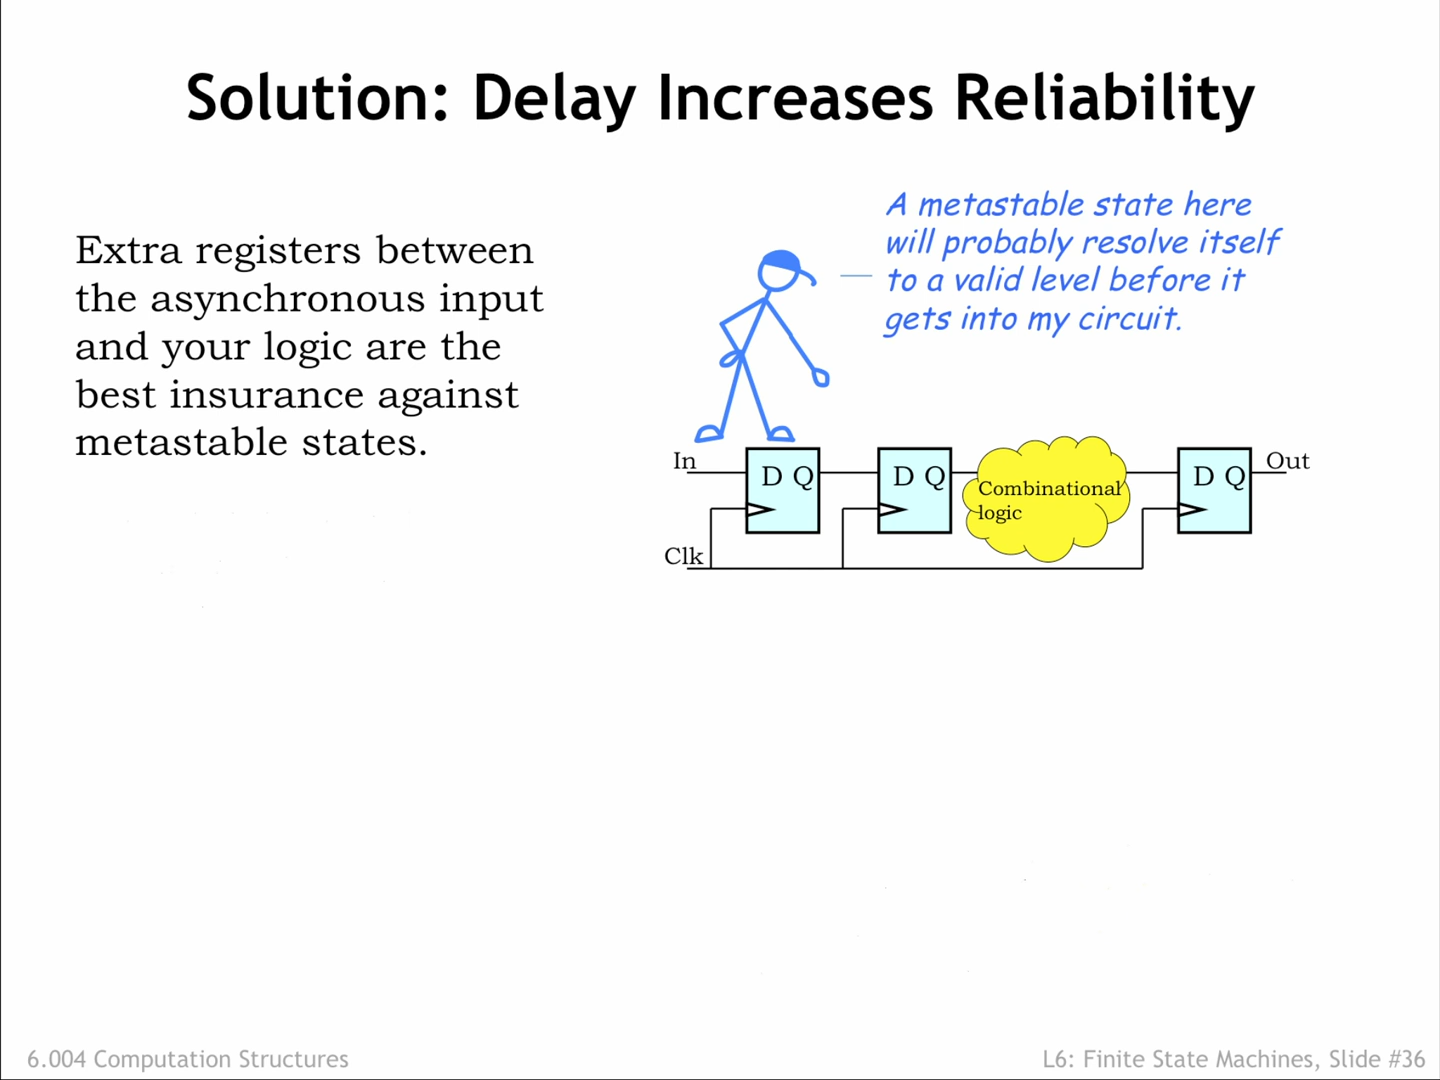 Solution: Delay Increases Reliability
Extra registers between
the asynchronous input
and your logic are the
best insurance against
metastable states.
A metastable state here
will probably resolve itself
to a valid level before it
gets into my circuit.
In
D Q
D Q
Combinational
logic
D Q
Out
Clk
6.004 Computation Structures
L6: Finite State Machines, Slide #36